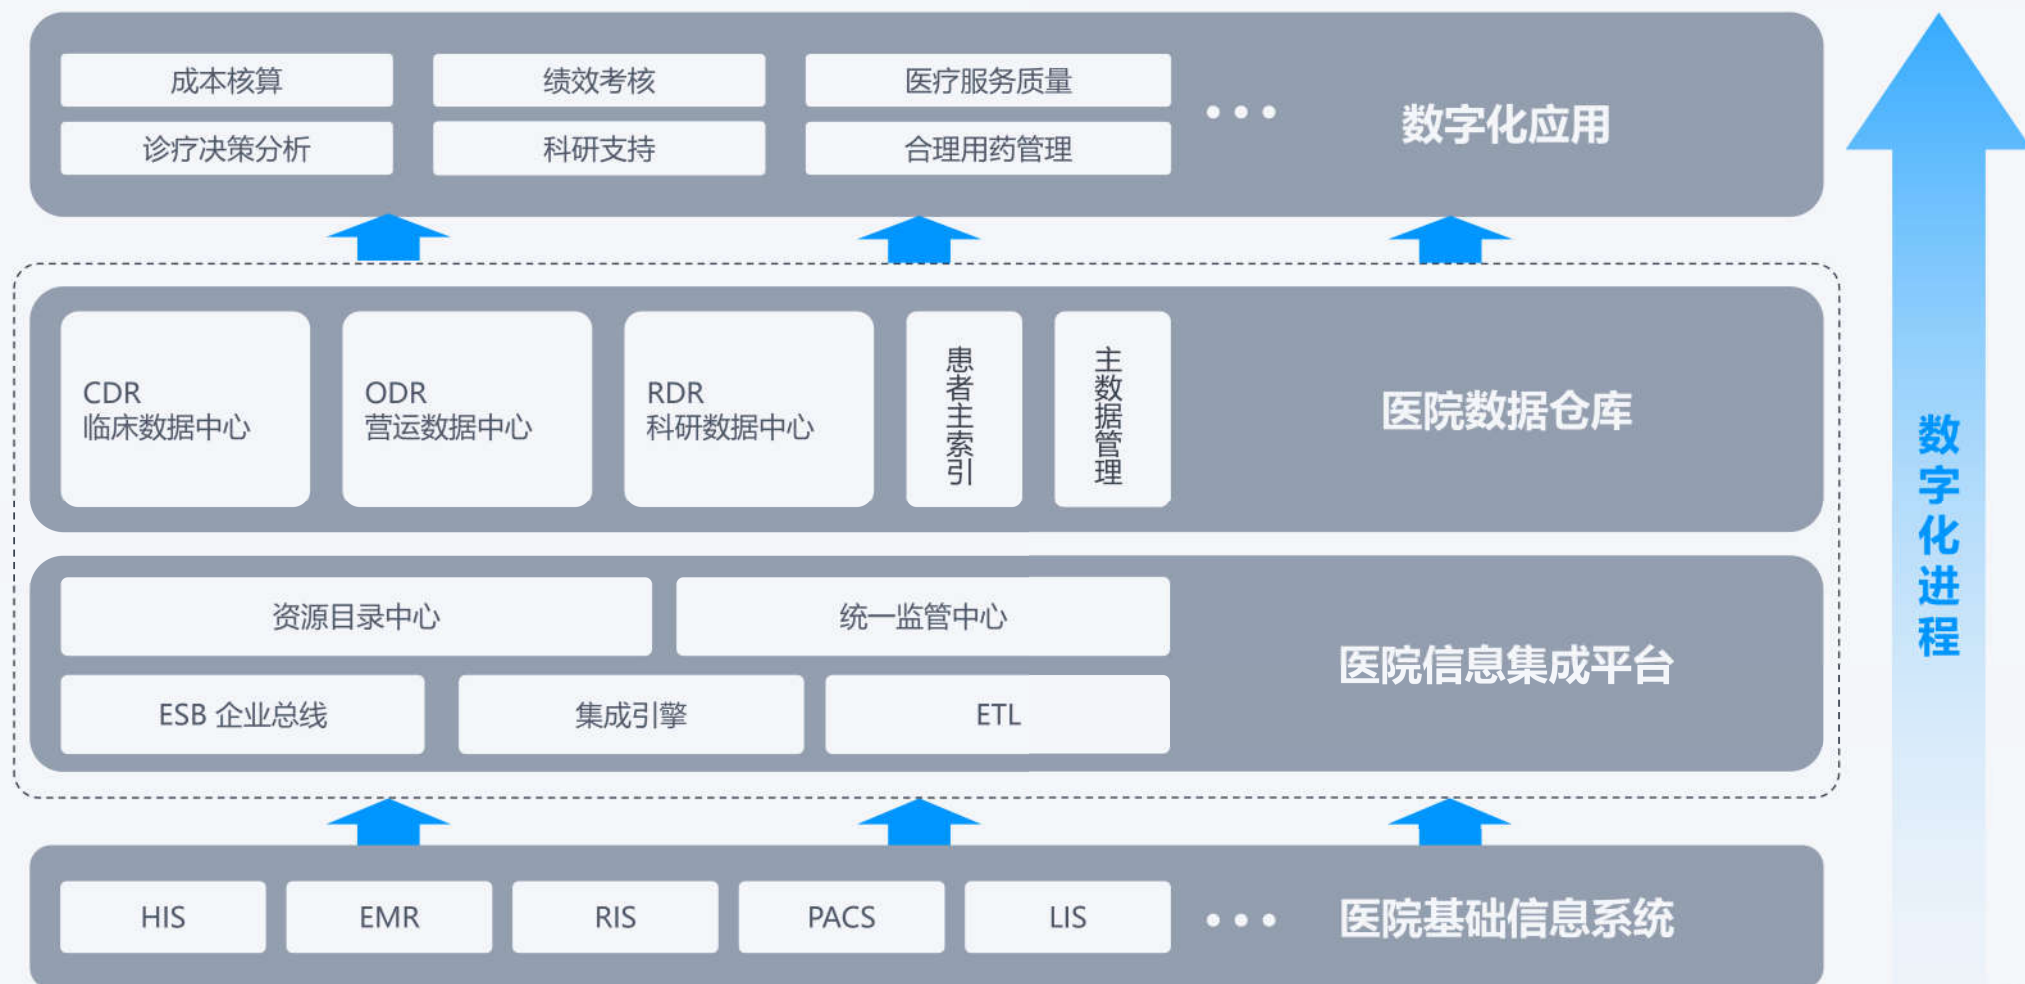 成本核算
绩效考核
医疗服务质量
诊疗决策分析
科研支持
合理用药管理
数字化应用
CDR
临床数据中心
ODR
营运数据中心
RDR
科研数据中心
患者主索引
主数据管理
医院数据仓库
资源目录中心
统一监管中心
ESB 企业总线
集成引擎
ETL
医院信息集成平台
HIS
EMR
RIS
PACS
LIS
医院基础信息系统
数字化进程